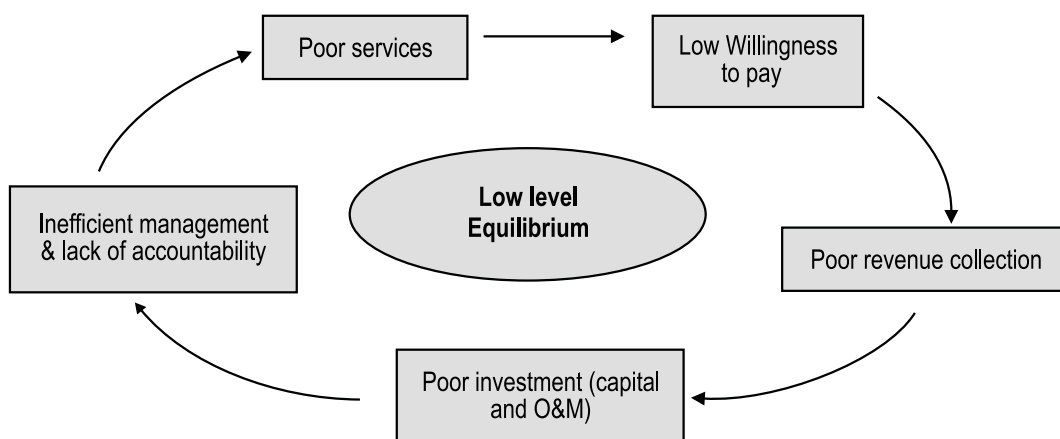 Poor services
Low Willingness
to pay
Low level
Equilibrium
Inefficient management
& lack of accountability
Poor revenue collection
Poor investment (capital
and O&M)